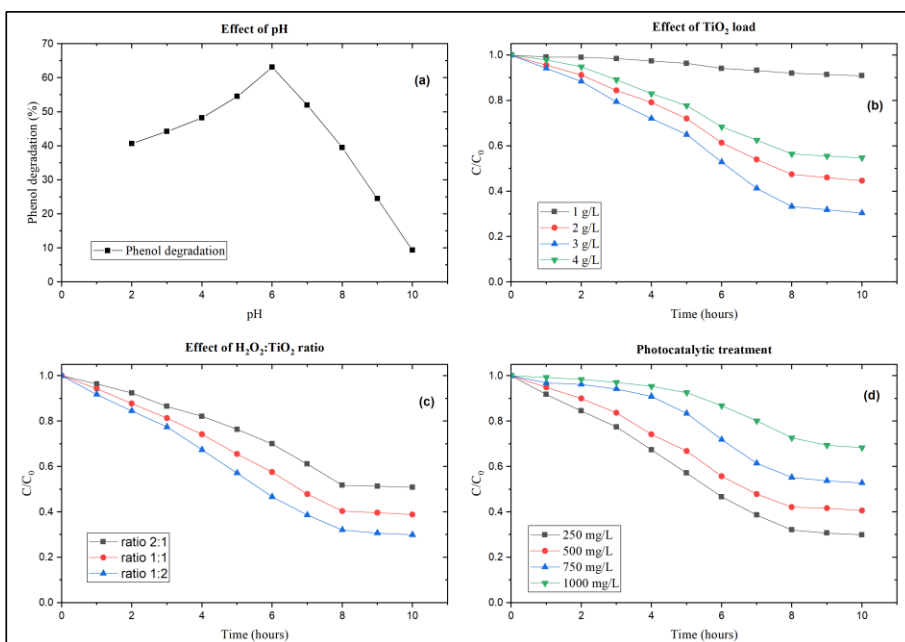 Effect of pH
70
60
50
40
30
20
10
0
0 2 4 6 8 10
Phenol degradation (%)
pH
(a)
Phenol degradation
Effect of TiO₂ load
1.0
0.8
0.6
0.4
0.2
0.0
0 2 4 6 8 10
C/C₀
Time (hours)
(b)
1 g/L
2 g/L
3 g/L
4 g/L
Effect of H₂O₂:TiO₂ ratio
1.0
0.8
0.6
0.4
0.2
0.0
0 2 4 6 8 10
C/C₀
Time (hours)
(c)
ratio 2:1
ratio 1:1
ratio 1:2
Photocatalytic treatment
1.0
0.8
0.6
0.4
0.2
0.0
0 2 4 6 8 10
C/C₀
Time (hours)
(d)
250 mg/L
500 mg/L
750 mg/L
1000 mg/L